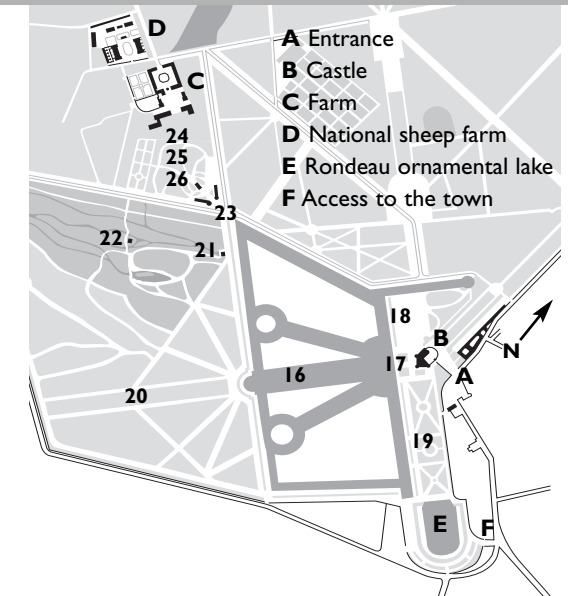 A Entrance
B Castle
C Farm
D National sheep farm
E Rondeau ornamental lake
F Access to the town
D
C
24
25
26
23
22
21
18
B
N
17
16
A
20
19
E
F